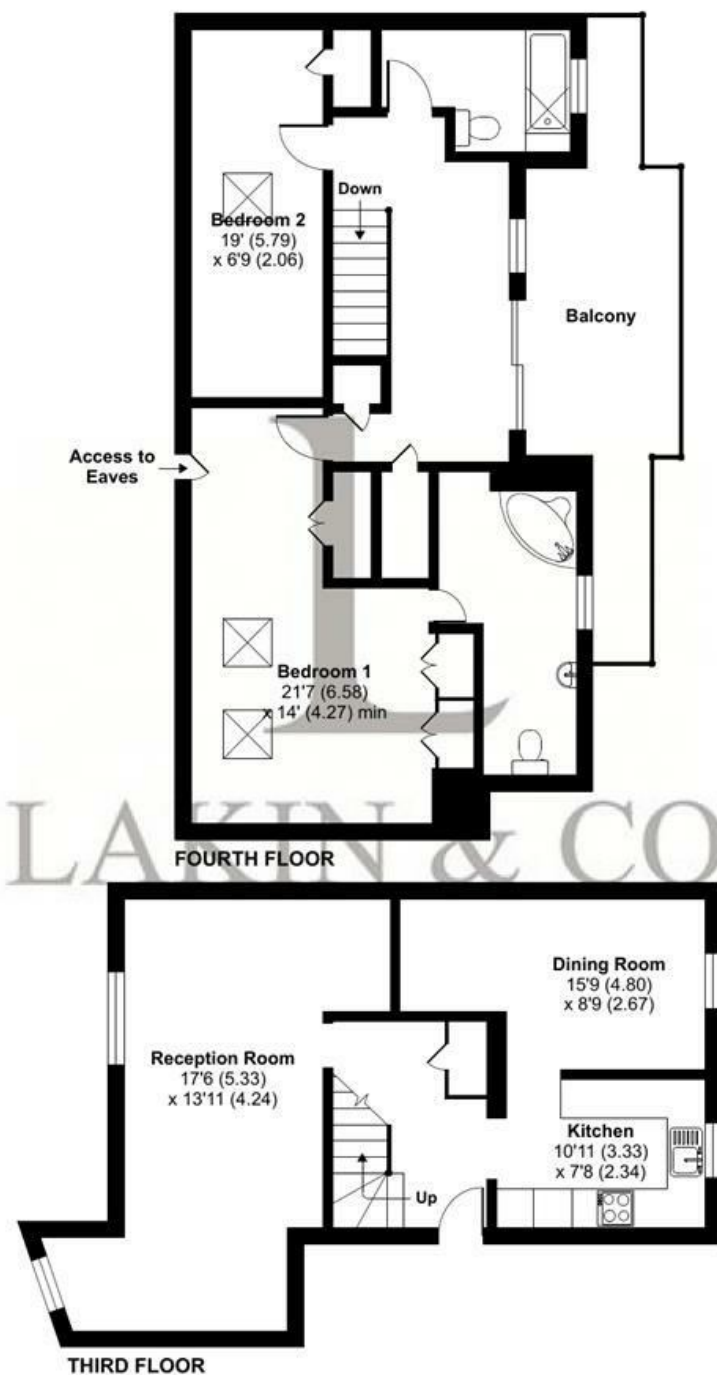 Down
Bedroom 2
19' (5.79)
x 6'9 (2.06)
Balcony
Access to
Eaves
Bedroom 1
21'7 (6.58)
x 14' (4.27) min
L
LAKIN & CO
FOURTH FLOOR
Dining Room
15'9 (4.80)
x 8'9 (2.67)
Reception Room
17'6 (5.33)
x 13'11 (4.24)
Kitchen
10'11 (3.33)
x 7'8 (2.34)
Up
THIRD FLOOR